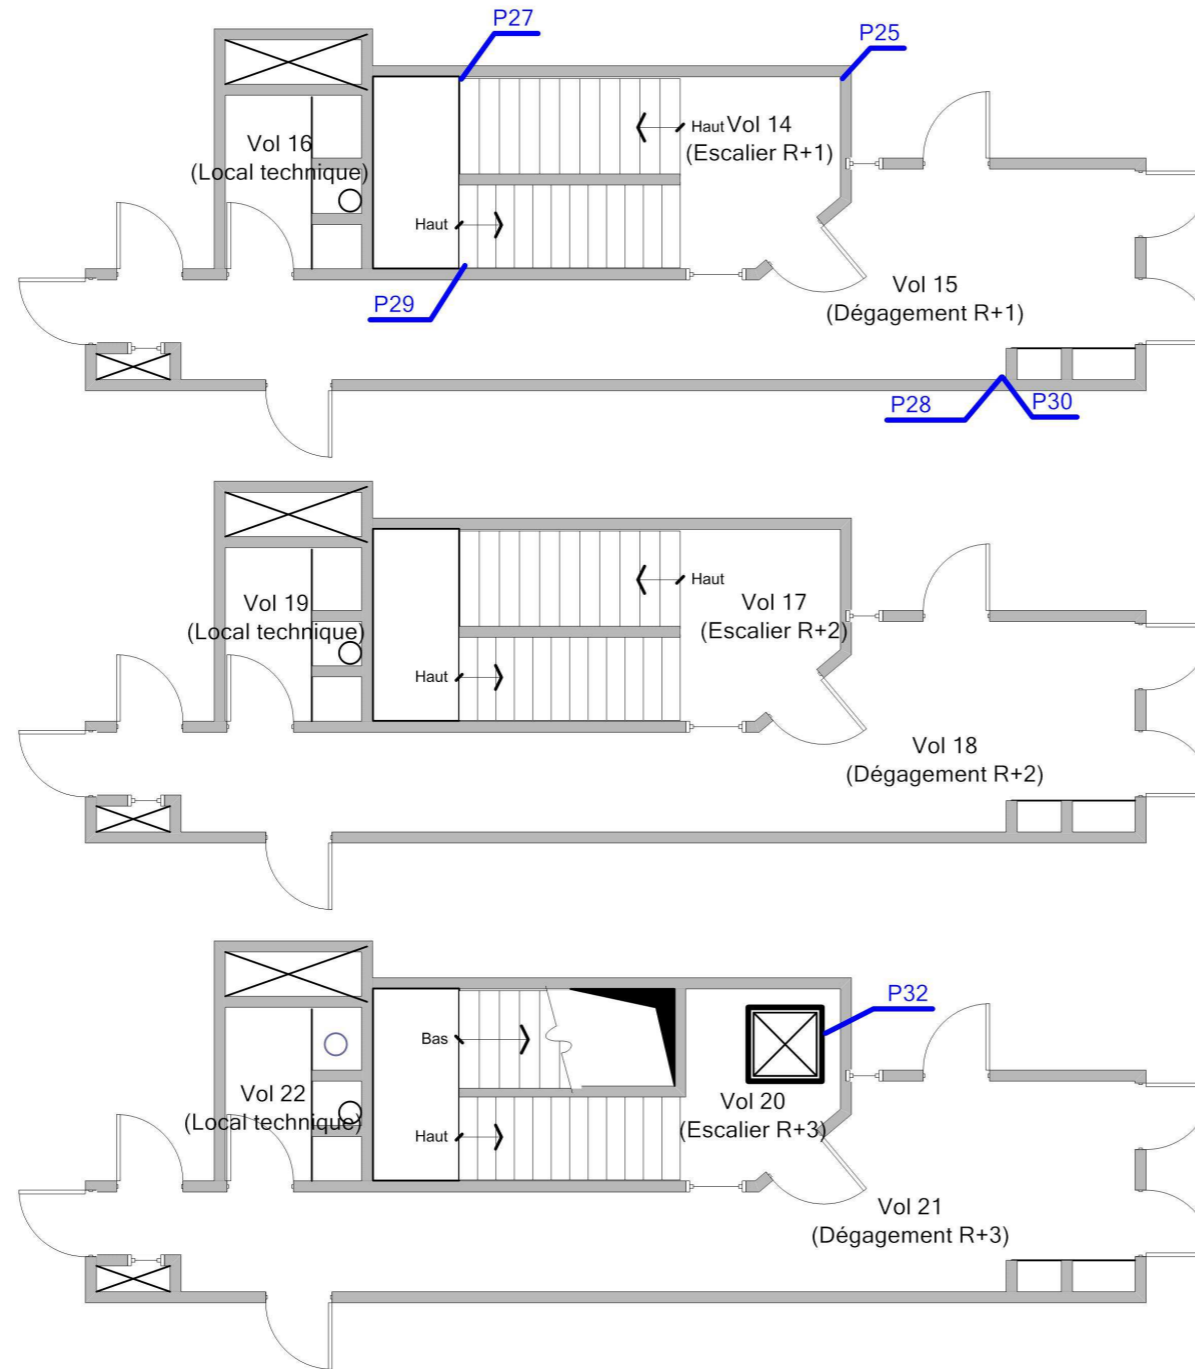 P27
P25
Haut
Vol 14
(Escalier R+1)
Vol 16
(Local technique)
Haut
P29
Vol 15
(Dégagement R+1)
P28
P30
Haut
Vol 17
(Escalier R+2)
Vol 19
(Local technique)
Haut
Vol 18
(Dégagement R+2)
P32
Bas
Vol 22
(Local technique)
Vol 20
(Escalier R+3)
Haut
Vol 21
(Dégagement R+3)